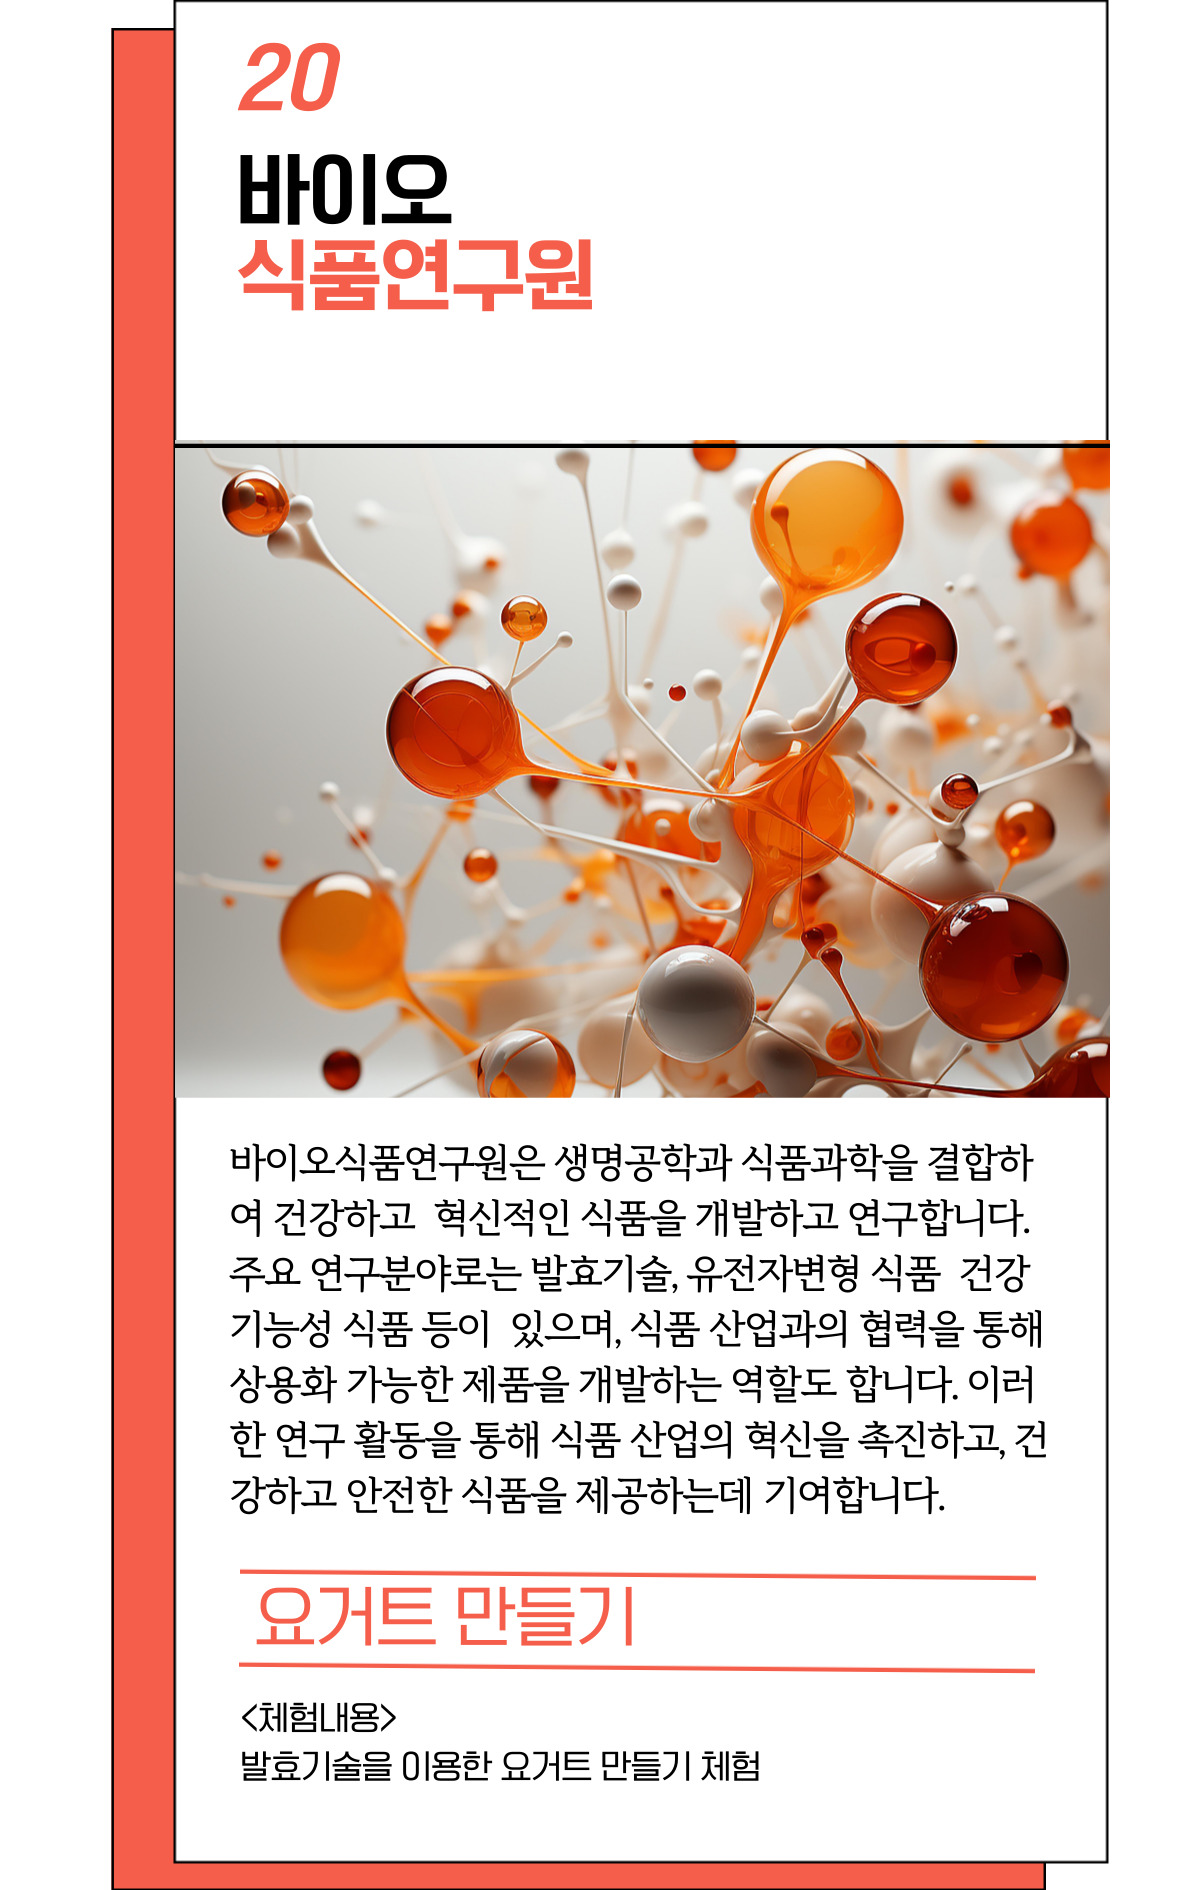 20
바이오
식품연구원
바이오식품연구원은 생명공학과 식품과학을 결합하
여 건강하고  혁신적인 식품을 개발하고 연구합니다.
주요 연구분야로는 발효기술, 유전자변형 식품  건강
기능성 식품 등이  있으며, 식품 산업과의 협력을 통해
상용화 가능한 제품을 개발하는 역할도 합니다. 이러
한 연구 활동을 통해 식품 산업의 혁신을 촉진하고, 건
강하고 안전한 식품을 제공하는데 기여합니다.
요거트 만들기
<체험내용>
발효기술을 이용한 요거트 만들기 체험